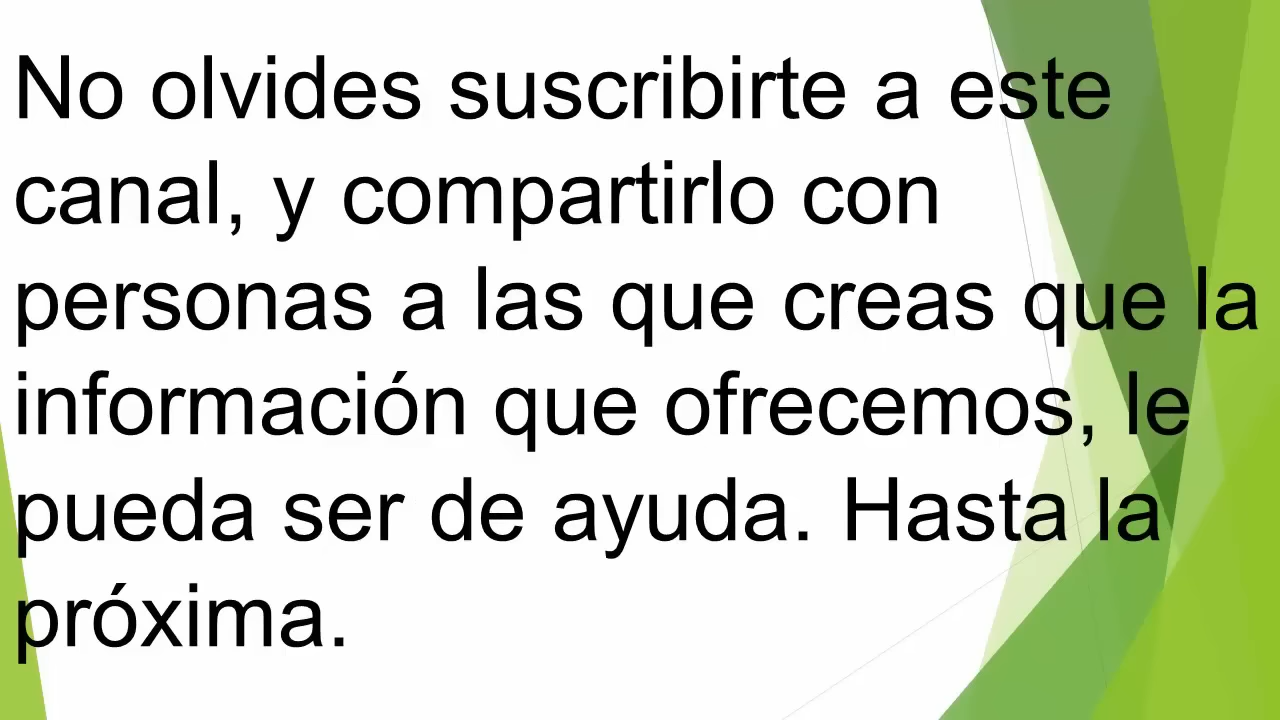 No olvides suscribirte a este
canal, y compartirlo con
personas a las que creas que la
información que ofrecemos, le
pueda ser de ayuda. Hasta la
próxima.